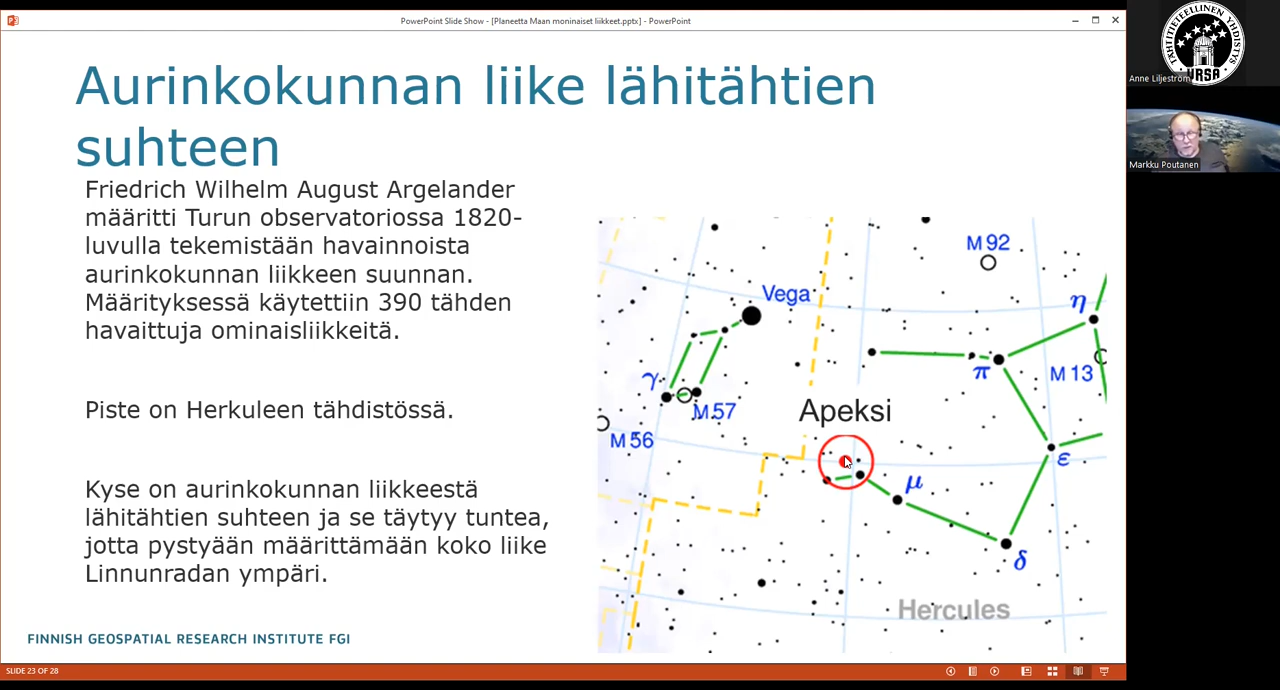 PowerPoint Slide Show - [Planeetta Maan moninaiset liikkeet.pptx] - PowerPoint
Aurinkokunnan liike lähitähtien
suhteen
Friedrich Wilhelm August Argelander
määritti Turun observatoriossa 1820-
luvulla tekemistään havainnoista
aurinkokunnan liikkeen suunnan.
Määrityksessä käytettiin 390 tähden
havaittuja ominaisliikkeitä.
Piste on Herkuleen tähdistössä.
Kyse on aurinkokunnan liikkeestä
lähitähtien suhteen ja se täytyy tuntea,
jotta pystyään määrittämään koko liike
Linnunradan ympäri.
M 92
Vega
η
π
M 13
γ
M 57
Apeksi
M 56
ε
μ
δ
Hercules
FINNISH GEOSPATIAL RESEARCH INSTITUTE FGI
SLIDE 23 OF 28
TÄHTITIETEELLINEN YHDISTYS
URSA
Anne Liljeström
Markku Poutanen